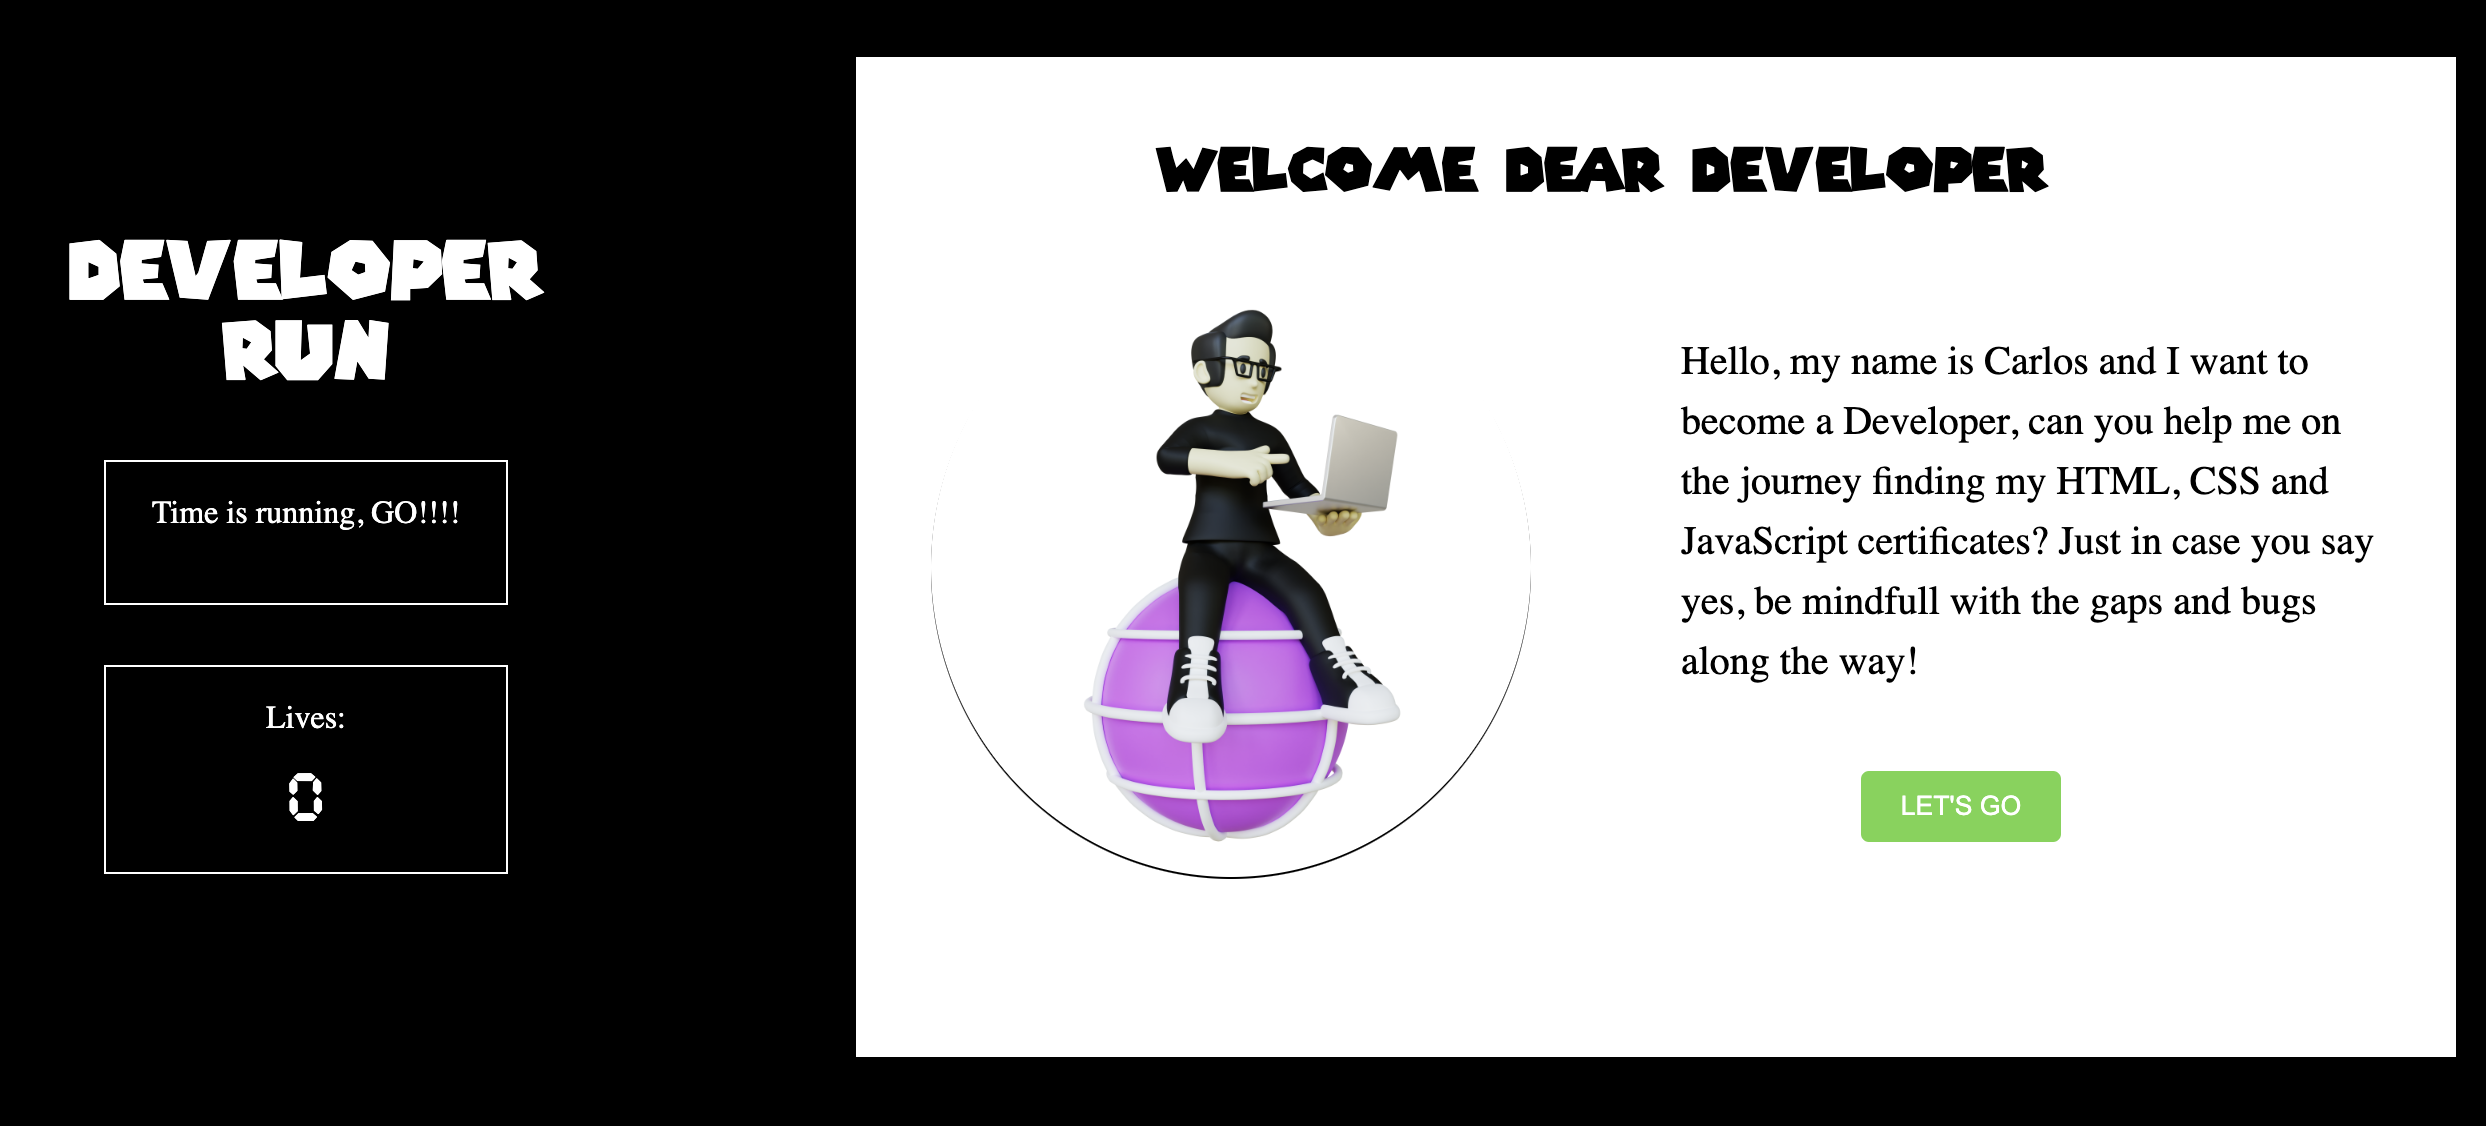 DEVELOPER
RUN
Time is running, GO!!!!
Lives:
0
WELCOME DEAR DEVELOPER
Hello, my name is Carlos and I want to
become a Developer, can you help me on
the journey finding my HTML, CSS and
JavaScript certificates? Just in case you say
yes, be mindfull with the gaps and bugs
along the way!
LET'S GO